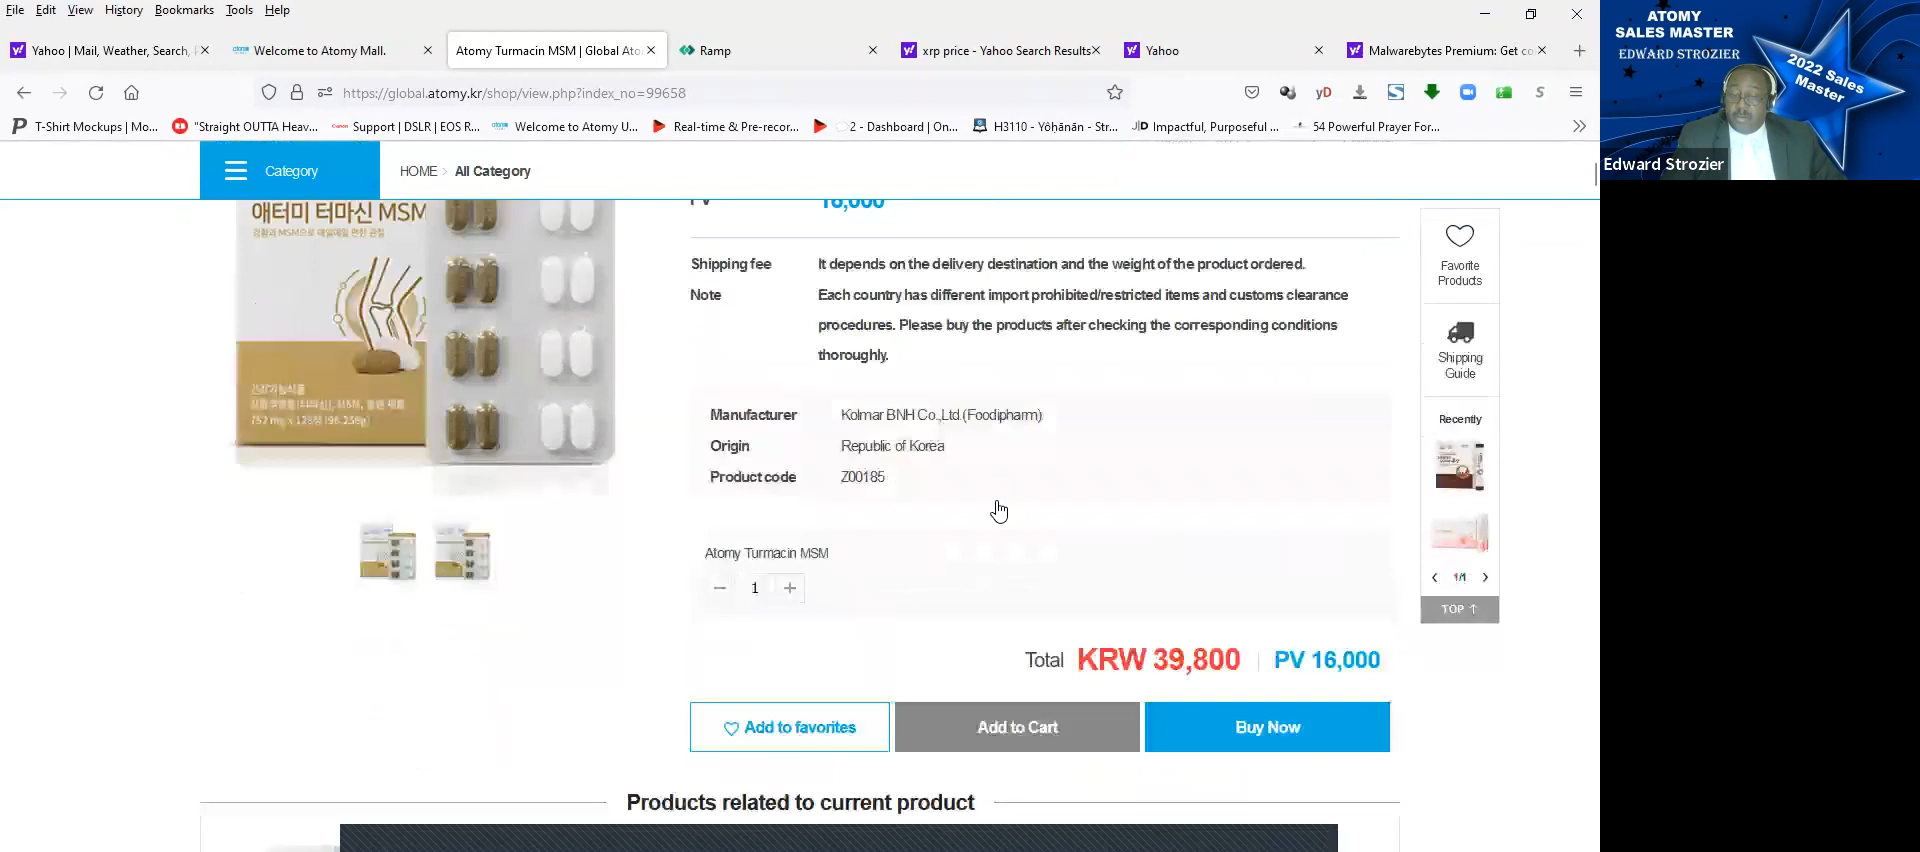 File Edit View History Bookmarks Tools Help
Yahoo | Mail, Weather, Search,
Welcome to Atomy Mall.
Atomy Turmacin MSM | Global Ato
Ramp
xrp price - Yahoo Search Results
Yahoo
Malwarebytes Premium: Get co
https://global.atomy.kr/shop/view.php?index_no=99658
T-Shirt Mockups | Mo...
"Straight OUTTA Heav...
Support | DSLR | EOS R...
Welcome to Atomy U...
Real-time & Pre-recor...
2 - Dashboard | On...
H3110 - Yôḥānān - Str...
Impactful, Purposeful ...
54 Powerful Prayer For...
Category
HOME > All Category
애터미 터마신 MSM
PV 16,000
Shipping fee It depends on the delivery destination and the weight of the product ordered.
Note Each country has different import prohibited/restricted items and customs clearance
procedures. Please buy the products after checking the corresponding conditions
thoroughly.
Manufacturer Kolmar BNH Co.,Ltd.(Foodipharm)
Origin Republic of Korea
Product code Z00185
Atomy Turmacin MSM
1
Total KRW 39,800 PV 16,000
Add to favorites
Add to Cart
Buy Now
Products related to current product
Favorite
Products
Shipping
Guide
Recently
1/1
TOP ↑
ATOMY
SALES MASTER
EDWARD STROZIER
2022 Sales
Master
Edward Strozier